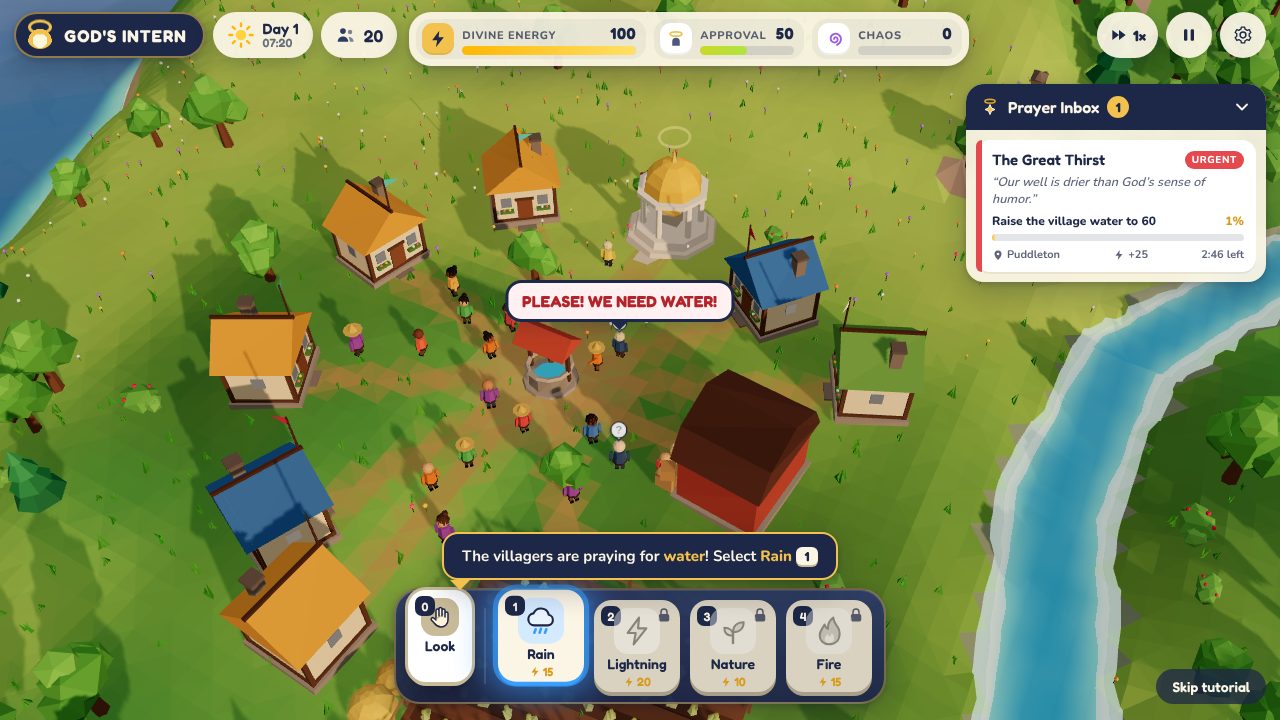 GOD'S INTERN
Day 1
07:20
20
DIVINE ENERGY 100
APPROVAL 50
CHAOS 0
1x
Prayer Inbox 1
The Great Thirst URGENT
“Our well is drier than God’s sense of
humor.”
Raise the village water to 60 1%
Puddleton +25 2:46 left
PLEASE! WE NEED WATER!
?
The villagers are praying for water! Select Rain 1
0
Look
1
Rain
15
2
Lightning
20
3
Nature
10
4
Fire
15
Skip tutorial